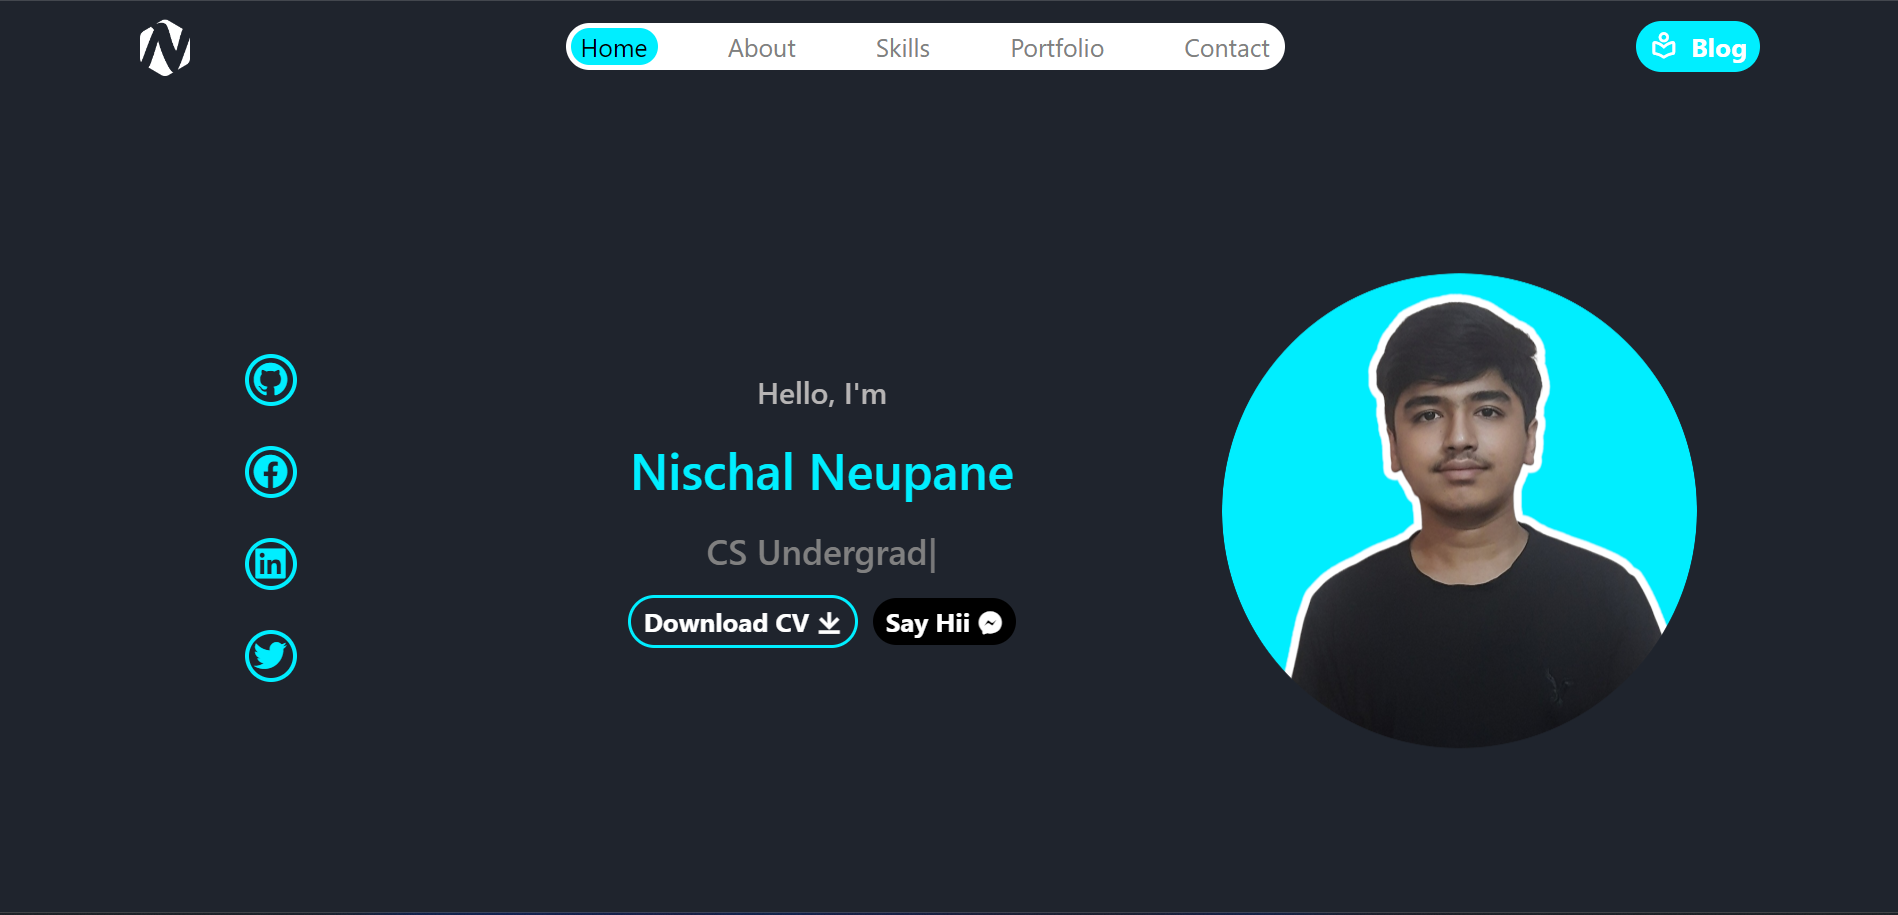 Home About Skills Portfolio Contact
Blog
Hello, I'm
Nischal Neupane
CS Undergrad|
Download CV
Say Hii